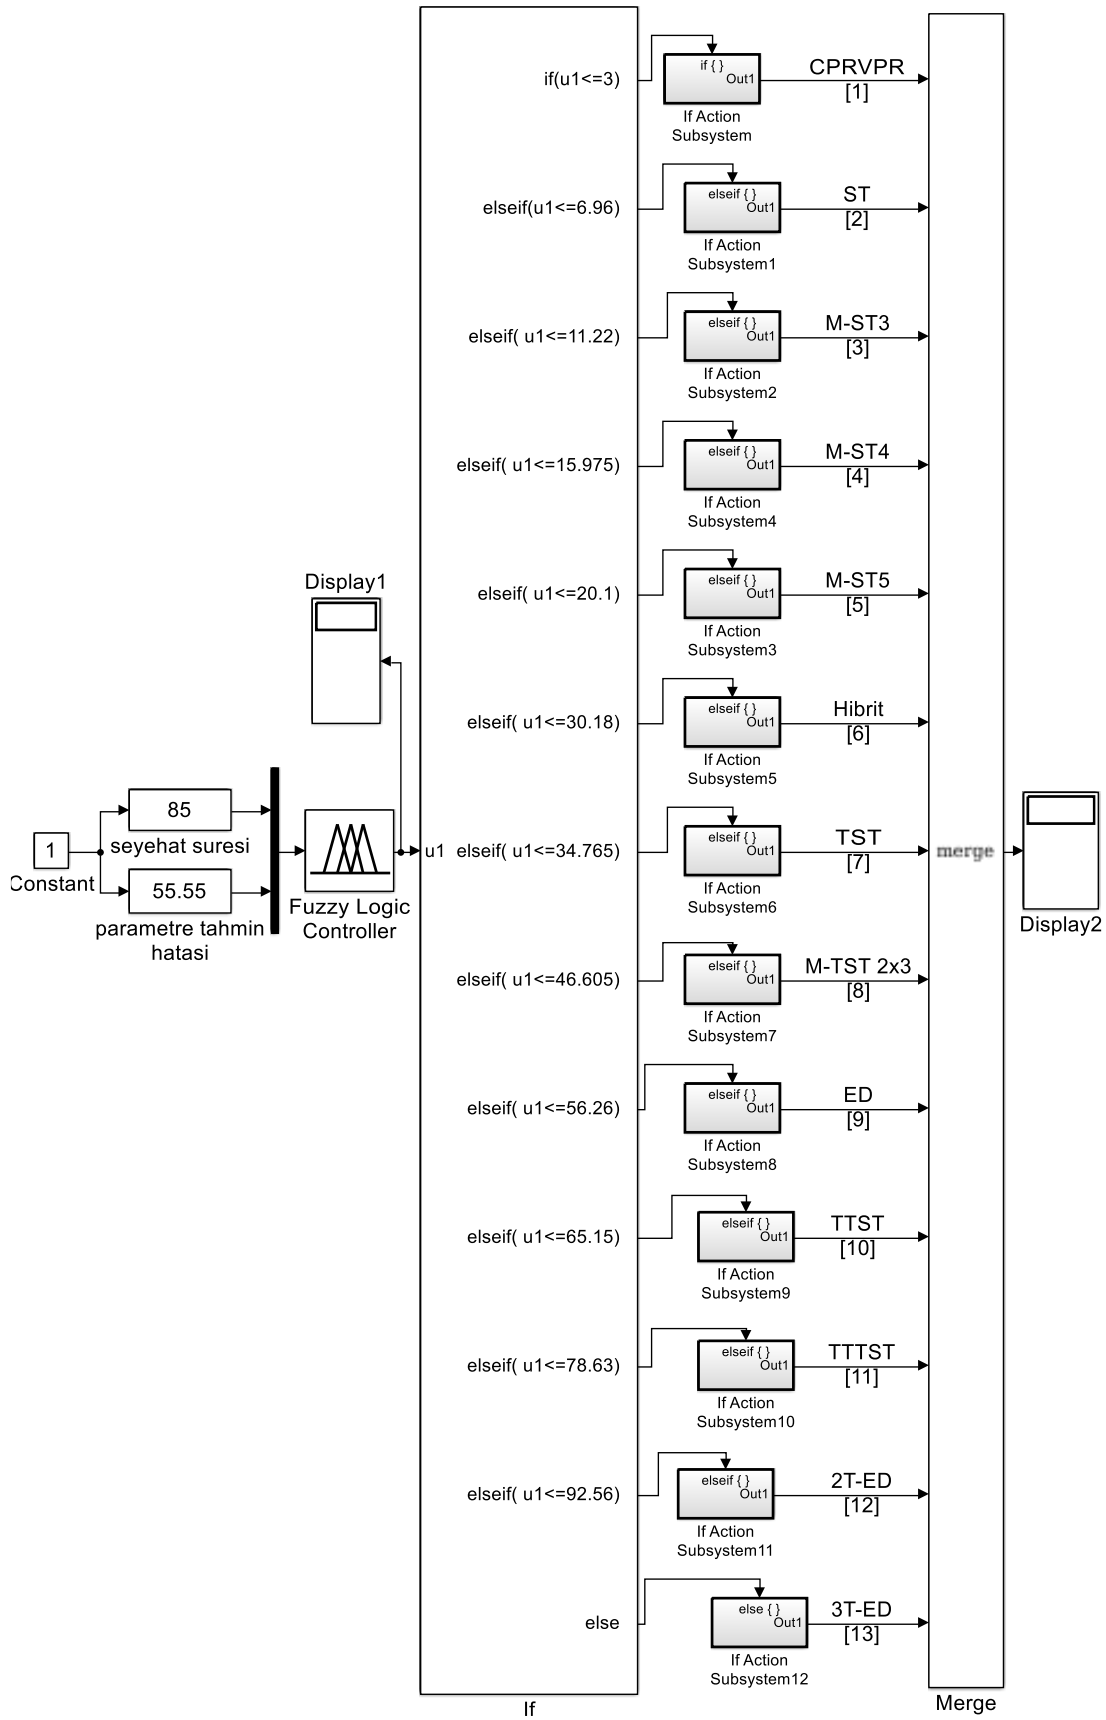 if(u1<=3)
if { }
Out1
If Action
Subsystem
CPRVPR
[1]
elseif(u1<=6.96)
elseif { }
Out1
If Action
Subsystem1
ST
[2]
elseif( u1<=11.22)
elseif { }
Out1
If Action
Subsystem2
M-ST3
[3]
elseif( u1<=15.975)
elseif { }
Out1
If Action
Subsystem4
M-ST4
[4]
elseif( u1<=20.1)
elseif { }
Out1
If Action
Subsystem3
M-ST5
[5]
Display1
elseif( u1<=30.18)
elseif { }
Out1
If Action
Subsystem5
Hibrit
[6]
1
Constant
85
seyehat suresi
55.55
parametre tahmin
hatasi
Fuzzy Logic
Controller
u1
elseif( u1<=34.765)
elseif { }
Out1
If Action
Subsystem6
TST
[7]
merge
Display2
elseif( u1<=46.605)
elseif { }
Out1
If Action
Subsystem7
M-TST 2x3
[8]
elseif( u1<=56.26)
elseif { }
Out1
If Action
Subsystem8
ED
[9]
elseif( u1<=65.15)
elseif { }
Out1
If Action
Subsystem9
TTST
[10]
elseif( u1<=78.63)
elseif { }
Out1
If Action
Subsystem10
TTTST
[11]
elseif( u1<=92.56)
elseif { }
Out1
If Action
Subsystem11
2T-ED
[12]
else
else { }
Out1
If Action
Subsystem12
3T-ED
[13]
If
Merge